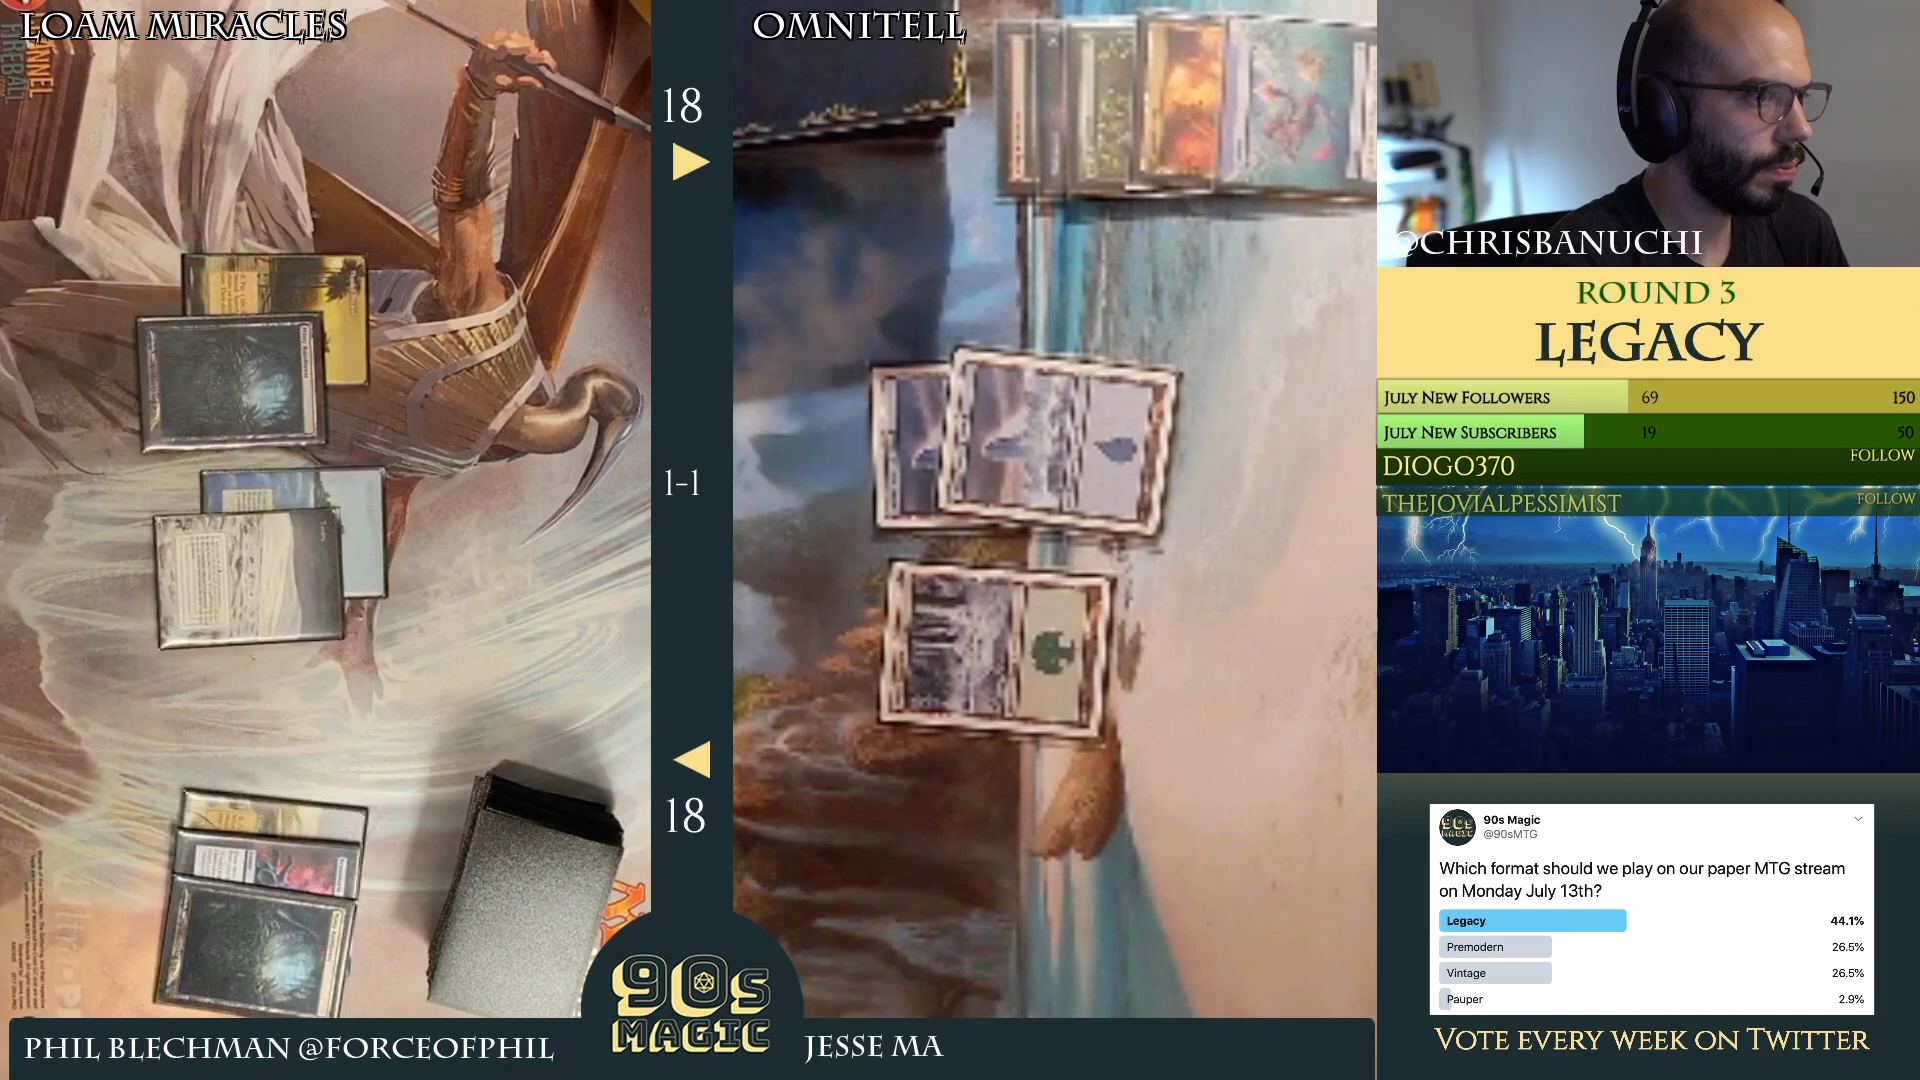 LOAM MIRACLES
OMNITELL
18
1-1
18
@CHRISBANUCHI
ROUND 3
LEGACY
JULY NEW FOLLOWERS 69 150
JULY NEW SUBSCRIBERS 19 50
DIOGO370 FOLLOW
THEJOVIALPESSIMIST FOLLOW
90s Magic
@90sMTG
Which format should we play on our paper MTG stream
on Monday July 13th?
Legacy 44.1%
Premodern 26.5%
Vintage 26.5%
Pauper 2.9%
VOTE EVERY WEEK ON TWITTER
90s
MAGIC
PHIL BLECHMAN @FORCEOFPHIL
JESSE MA